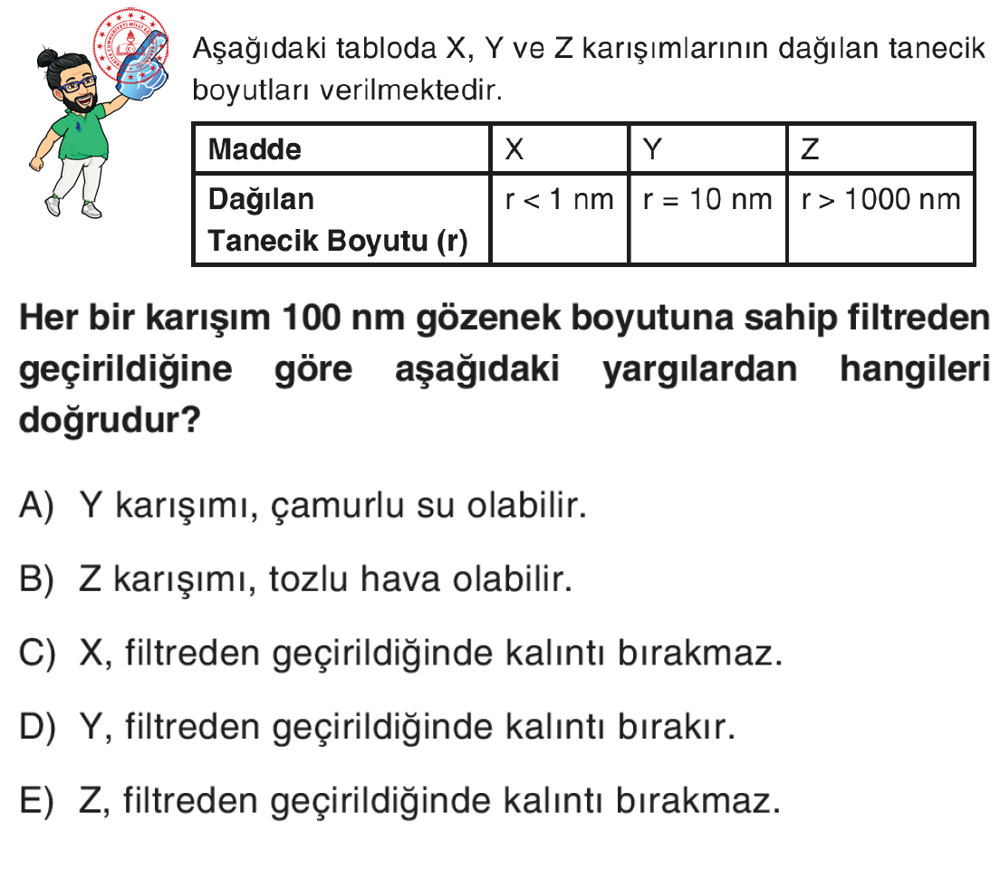 Aşağıdaki tabloda X, Y ve Z karışımlarının dağılan tanecik
boyutları verilmektedir.
Madde X Y Z
Dağılan r < 1 nm r = 10 nm r > 1000 nm
Tanecik Boyutu (r)
Her bir karışım 100 nm gözenek boyutuna sahip filtreden
geçirildiğine göre aşağıdaki yargılardan hangileri
doğrudur?
A) Y karışımı, çamurlu su olabilir.
B) Z karışımı, tozlu hava olabilir.
C) X, filtreden geçirildiğinde kalıntı bırakmaz.
D) Y, filtreden geçirildiğinde kalıntı bırakır.
E) Z, filtreden geçirildiğinde kalıntı bırakmaz.